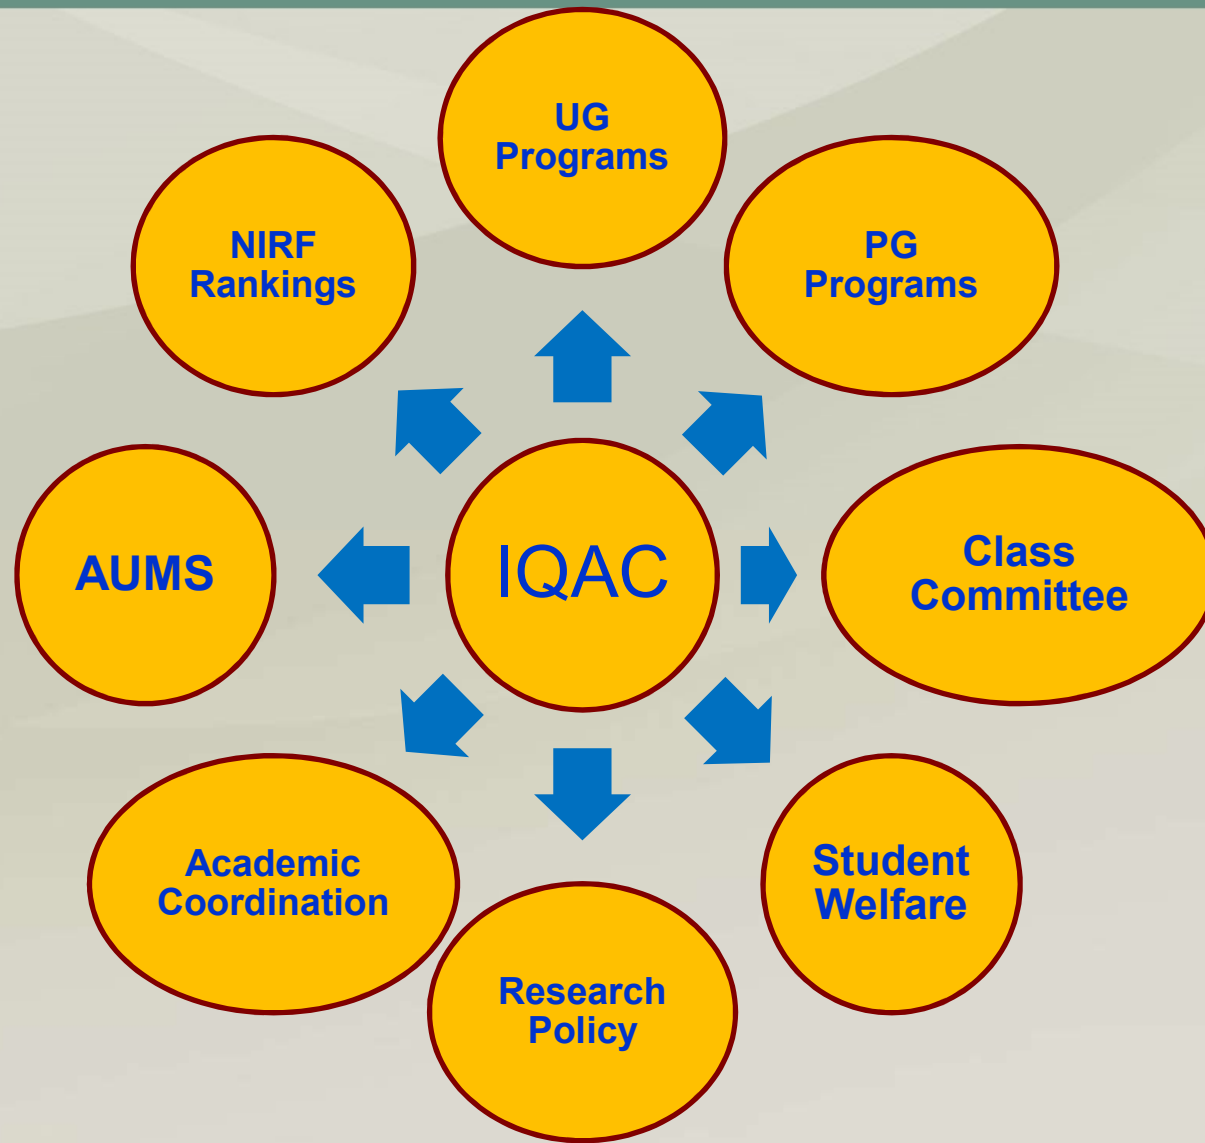 UG
Programs
NIRF
Rankings
PG
Programs
AUMS
IQAC
Class
Committee
Academic
Coordination
Student
Welfare
Research
Policy